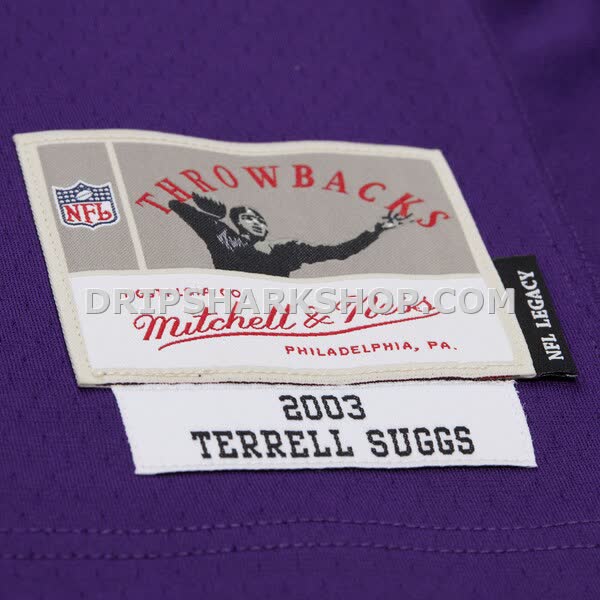 THROWBACKS
NFL
DRIPSHARKSHOP.COM
Mitchell & Ness
PHILADELPHIA, PA.
NFL LEGACY
2003
TERRELL SUGGS